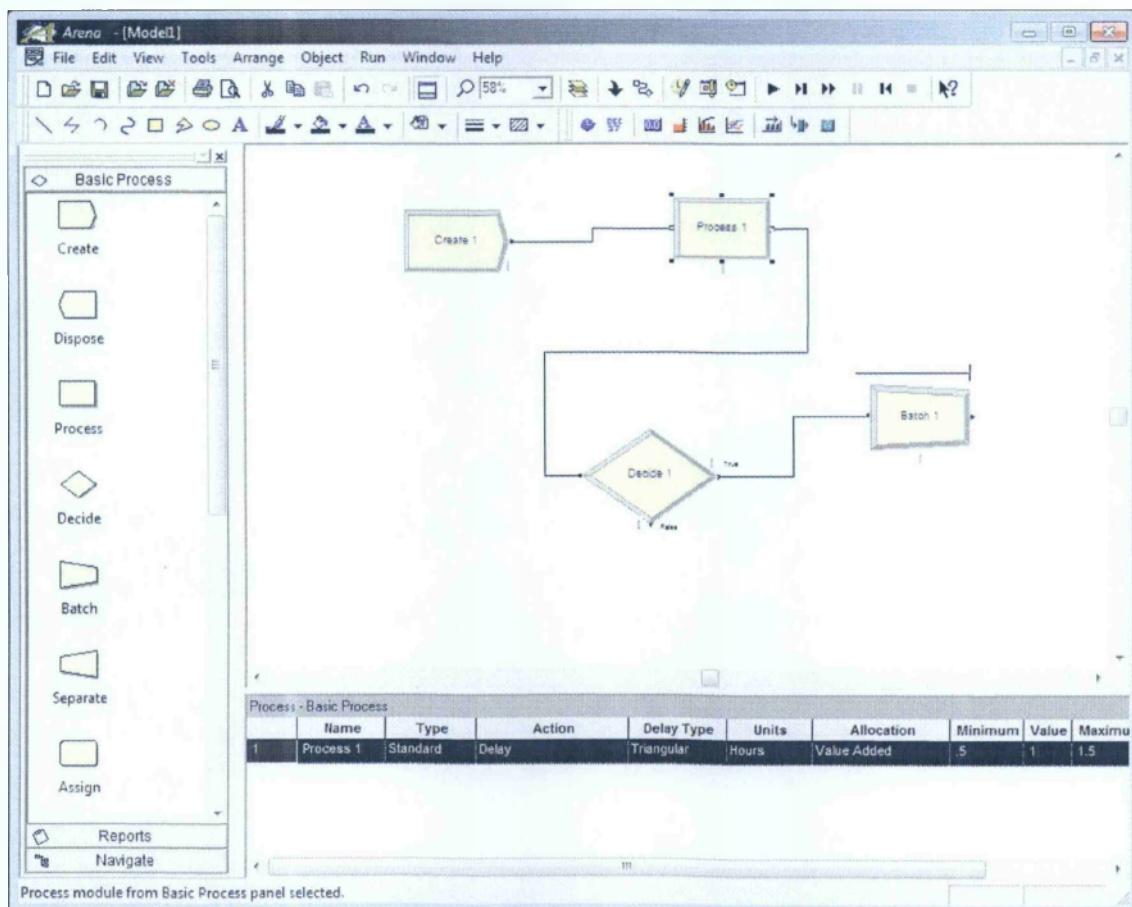 Arena - [Model1]
File Edit View Tools Arrange Object Run Window Help
58%
A A
Basic Process
Create
Dispose
Process
Decide
Batch
Separate
Assign
Reports
Navigate
Create 1
Process 1
Decide 1
True
False
Batch 1
Process - Basic Process
Name Type Action Delay Type Units Allocation Minimum Value Maximu
1 Process 1 Standard Delay Triangular Hours Value Added .5 1 1.5
Process module from Basic Process panel selected.